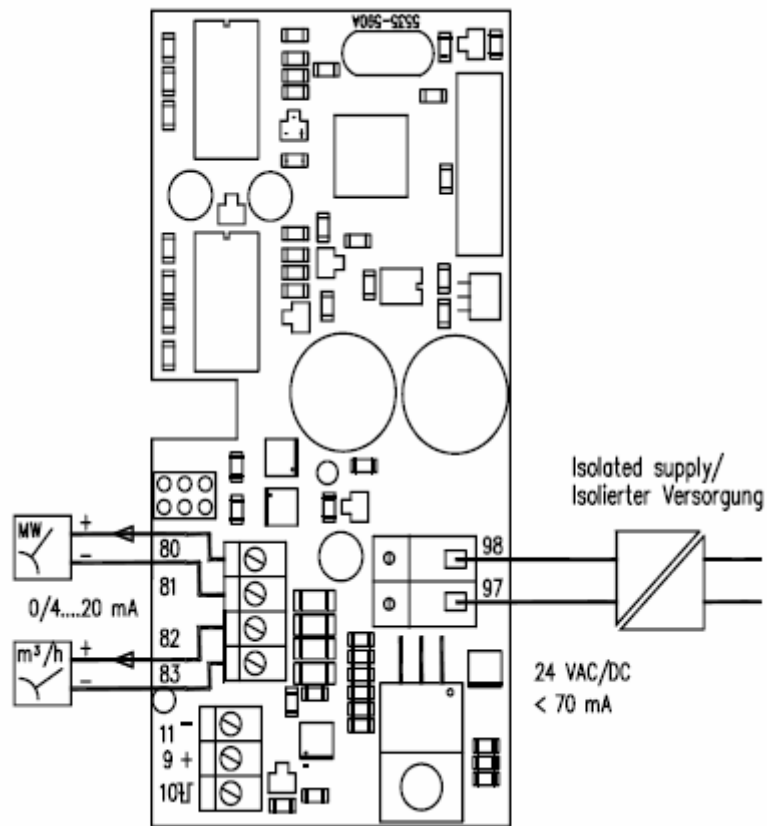 5535-590A
Isolated supply/
Isolierter Versorgung
MW
+
80
98
-
81
97
0/4....20 mA
82
m³/h
+
24 VAC/DC
-
83
< 70 mA
11 -
9 +
10